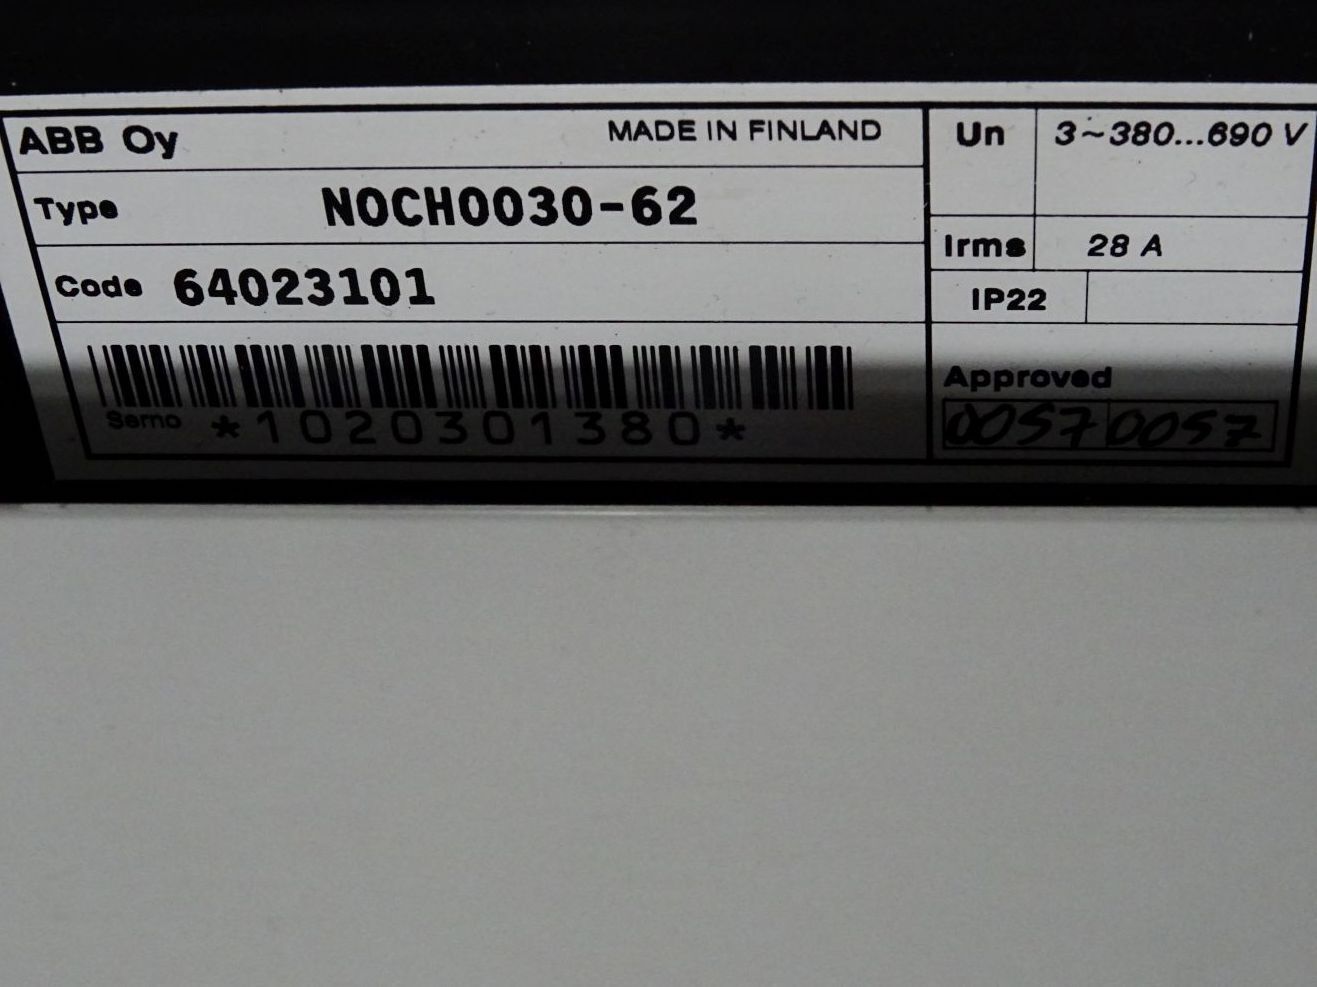 ABB Oy MADE IN FINLAND
Type NOCH0030-62
Code 64023101
Serno *1020301380*
Un 3~380...690 V
Irms 28 A
IP22
Approved
0057 0057